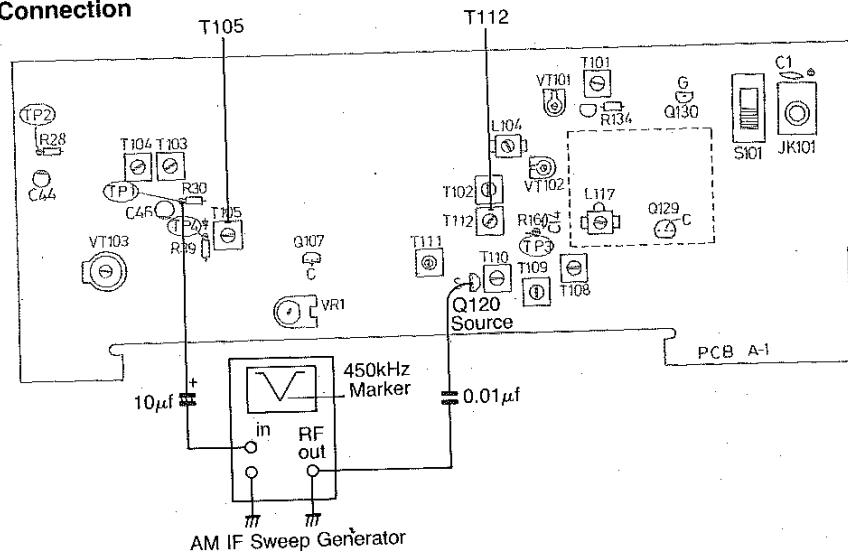 Connection
T105
T112
T101
C1
VT101
G
TP2
R134
Q130
R28
L104
T104 T103
S101
JK101
C44
TP1
R30
VT102
T102
L117
C46
T105
Q129
TP4
T112
R160
C
TP3
VT103
Q107
C
T111
T110
T109
T108
VR1
Q120
Source
PCB A-1
450kHz
Marker
10µf
+
0.01µf
in
RF
out
AM IF Sweep Generator